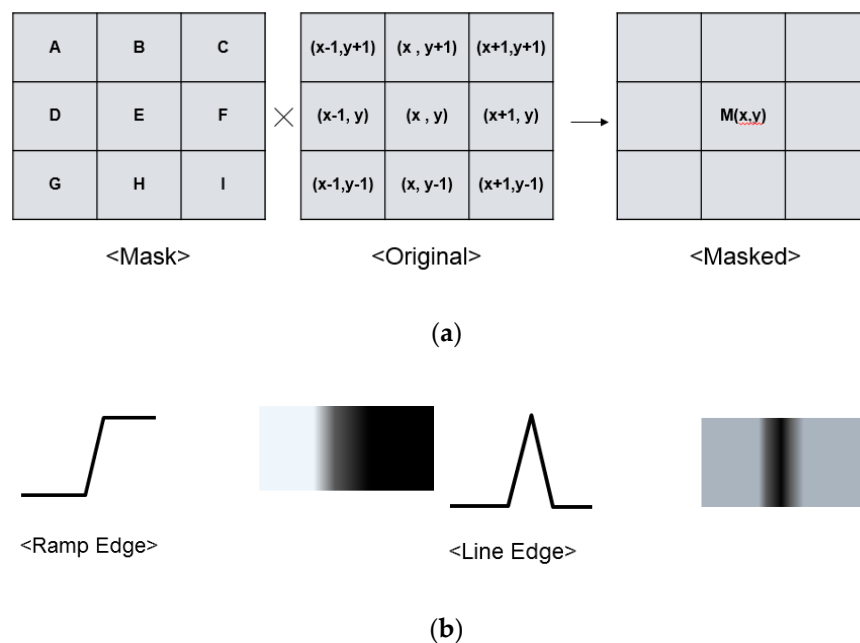 A B C (x-1,y+1) (x , y+1) (x+1,y+1)
D E F × (x-1, y) (x , y) (x+1, y) → M(x,y)
G H I (x-1,y-1) (x, y-1) (x+1,y-1)
<Mask> <Original> <Masked>
(a)
<Ramp Edge> <Line Edge>
(b)